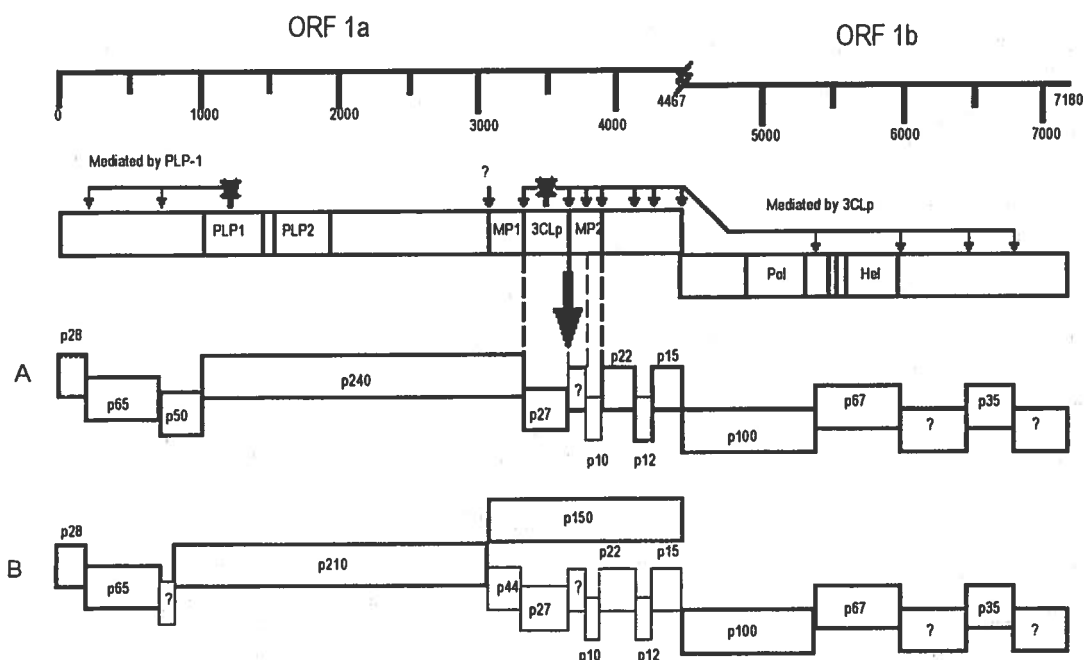 ORF 1a
ORF 1b
0
1000
2000
3000
4000
4467
5000
6000
7000
7180
Mediated by PLP-1
?
Mediated by 3CLp
PLP1
PLP2
MP1
3CLp
MP2
Pol
Hel
A
p28
p65
p50
p240
p27
?
p10
p22
p12
p15
p100
p67
?
p35
?
B
p28
p65
?
p210
p150
p44
p27
?
p10
p22
p12
p15
p100
p67
?
p35
?